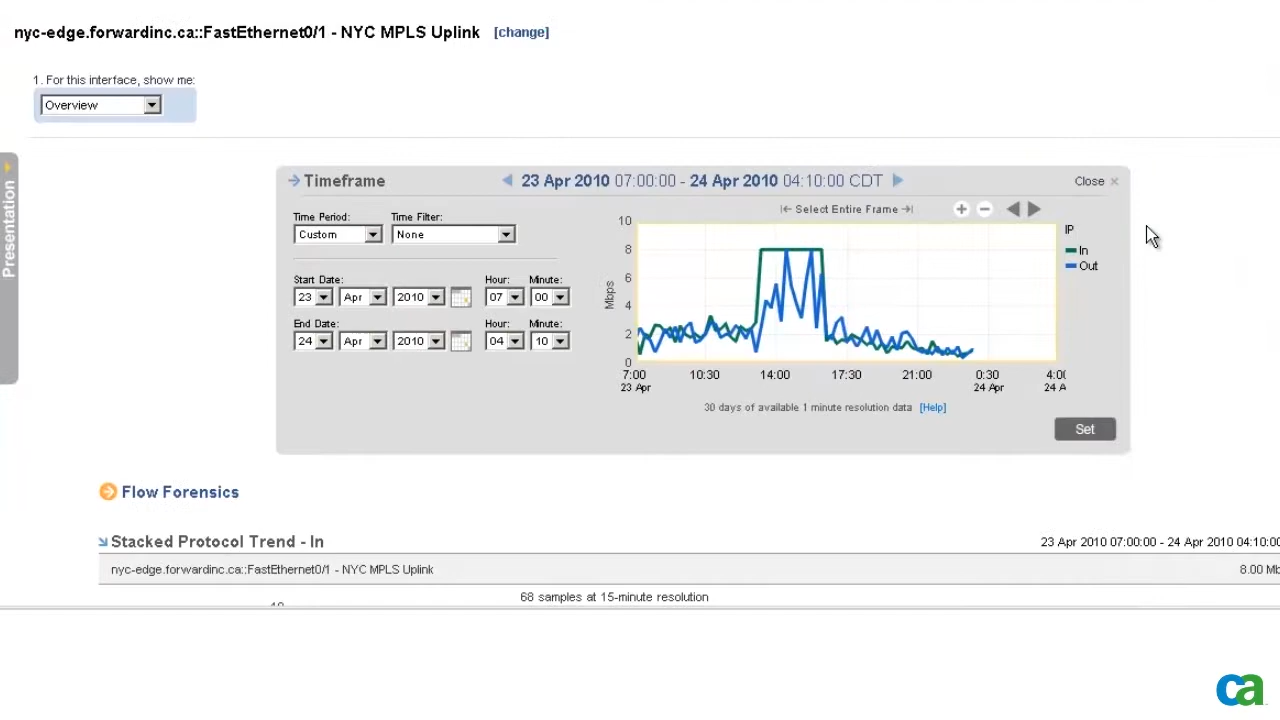 nyc-edge.forwardinc.ca::FastEthernet0/1 - NYC MPLS Uplink [change]
1. For this interface, show me:
Overview
Presentation
Timeframe
23 Apr 2010 07:00:00 - 24 Apr 2010 04:10:00 CDT
Close ×
Time Period: Time Filter:
Custom None
Start Date: Hour: Minute:
23 Apr 2010 07 00
End Date: Hour: Minute:
24 Apr 2010 04 10
Select Entire Frame
IP
In
Out
Mbps
10
8
6
4
2
0
7:00 10:30 14:00 17:30 21:00 0:30 4:0
23 Apr 24 Apr 24 A
30 days of available 1 minute resolution data [Help]
Set
Flow Forensics
Stacked Protocol Trend - In 23 Apr 2010 07:00:00 - 24 Apr 2010 04:10:00
nyc-edge.forwardinc.ca::FastEthernet0/1 - NYC MPLS Uplink 8.00 Mb
68 samples at 15-minute resolution
10
ca